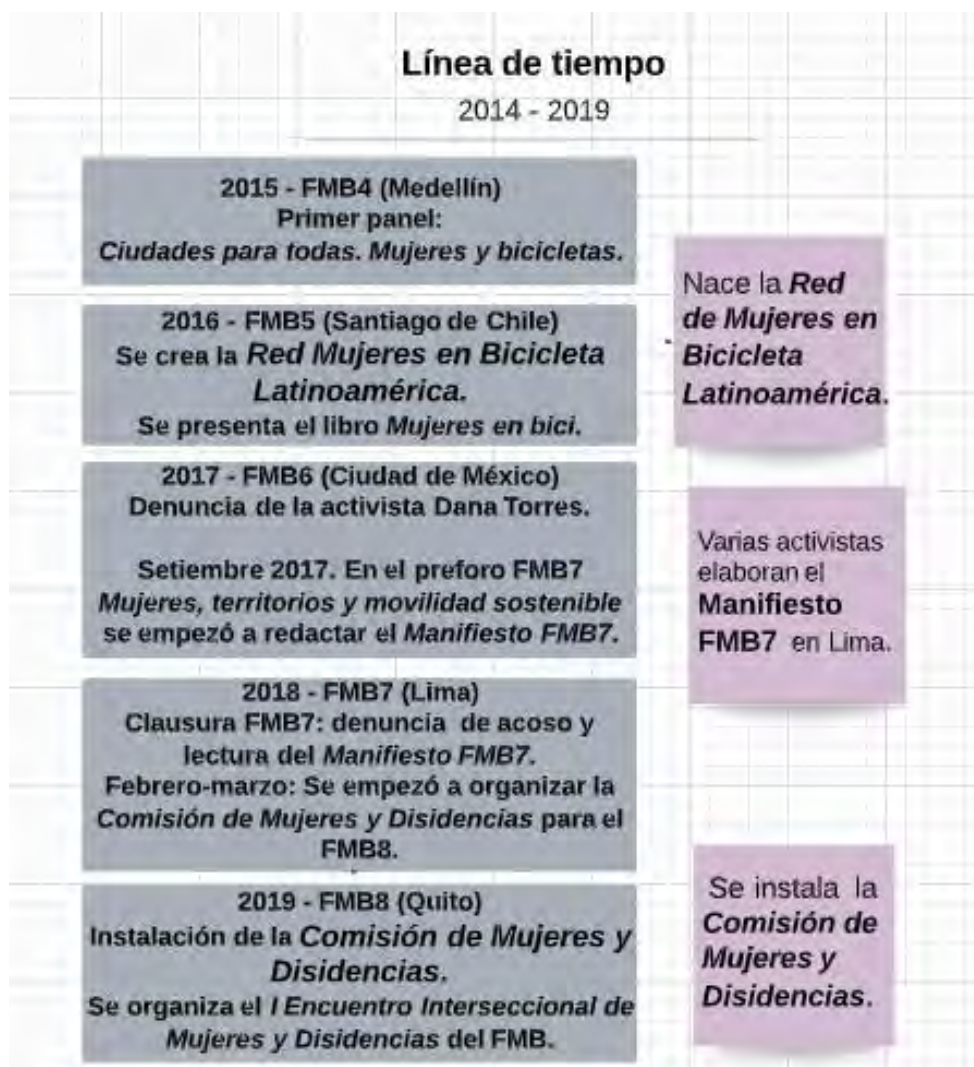 Línea de tiempo
2014 - 2019
2015 - FMB4 (Medellín)
Primer panel:
Ciudades para todas. Mujeres y bicicletas.
2016 - FMB5 (Santiago de Chile)
Se crea la Red Mujeres en Bicicleta
Latinoamérica.
Se presenta el libro Mujeres en bici.
Nace la Red
de Mujeres en
Bicicleta
Latinoamérica.
2017 - FMB6 (Ciudad de México)
Denuncia de la activista Dana Torres.
Setiembre 2017. En el preforo FMB7
Mujeres, territorios y movilidad sostenible
se empezó a redactar el Manifiesto FMB7.
Varias activistas
elaboran el
Manifiesto
FMB7 en Lima.
2018 - FMB7 (Lima)
Clausura FMB7: denuncia de acoso y
lectura del Manifiesto FMB7.
Febrero-marzo: Se empezó a organizar la
Comisión de Mujeres y Disidencias para el
FMB8.
2019 - FMB8 (Quito)
Instalación de la Comisión de Mujeres y
Disidencias.
Se organiza el I Encuentro Interseccional de
Mujeres y Disidencias del FMB.
Se instala la
Comisión de
Mujeres y
Disidencias.